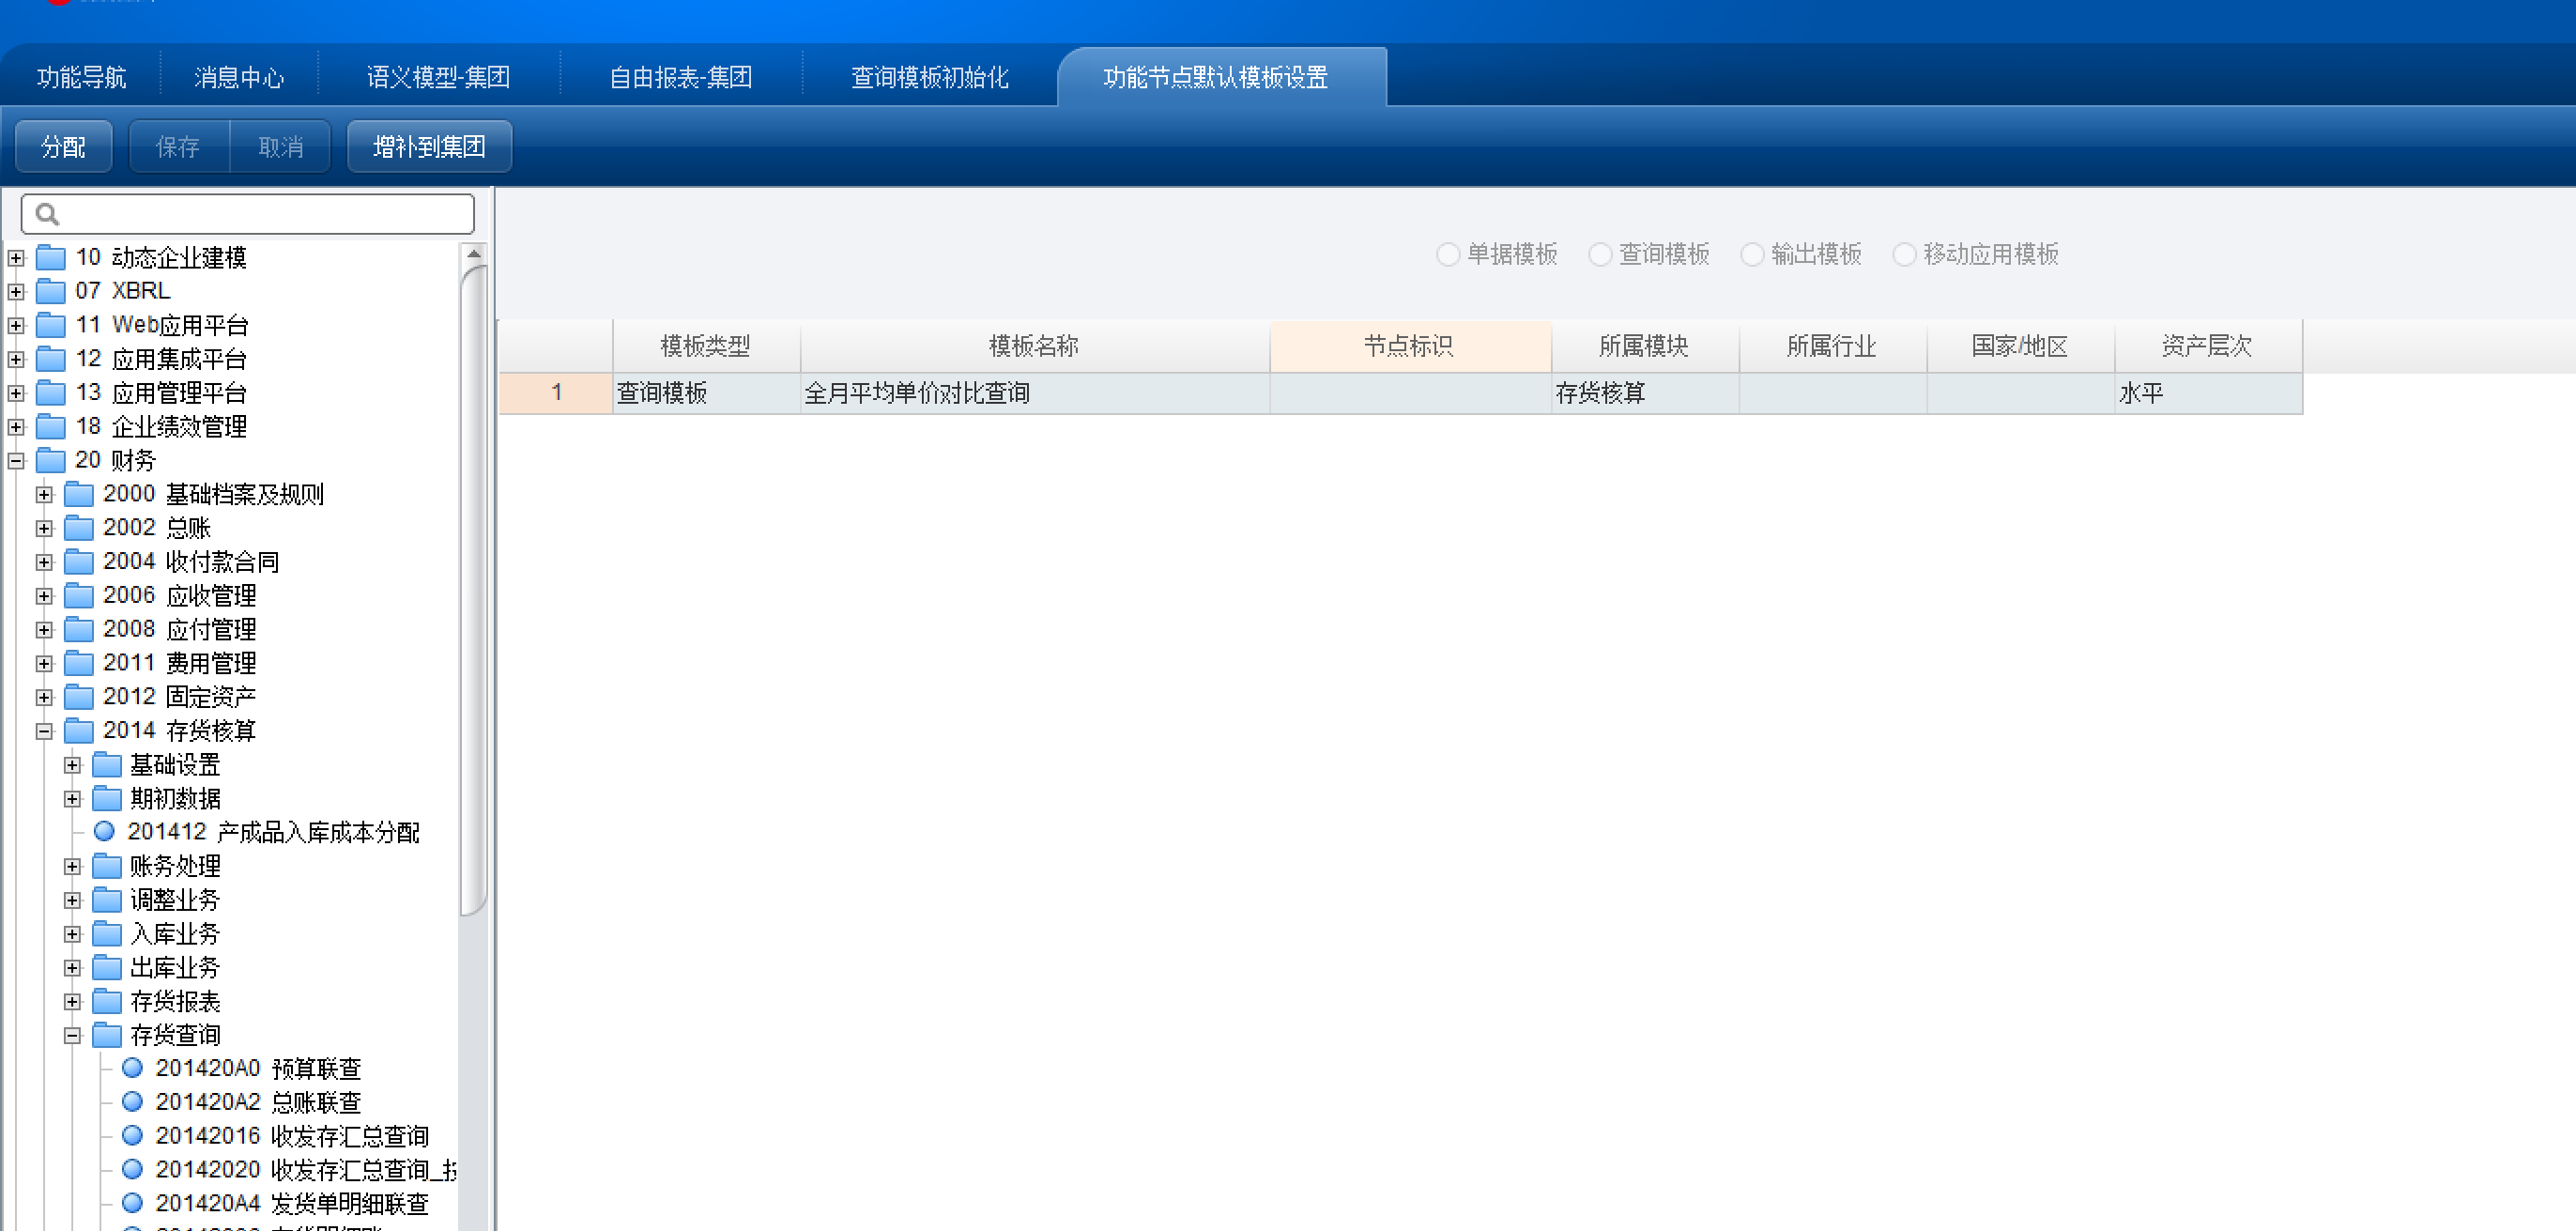 功能导航 消息中心 语义模型-集团 自由报表-集团 查询模板初始化 功能节点默认模板设置
分配 保存 取消 增补到集团
单据模板 查询模板 输出模板 移动应用模板
模板类型 模板名称 节点标识 所属模块 所属行业 国家/地区 资产层次
1 查询模板 全月平均单价对比查询 存货核算 水平
10 动态企业建模
07 XBRL
11 Web应用平台
12 应用集成平台
13 应用管理平台
18 企业绩效管理
20 财务
2000 基础档案及规则
2002 总账
2004 收付款合同
2006 应收管理
2008 应付管理
2011 费用管理
2012 固定资产
2014 存货核算
基础设置
期初数据
201412 产成品入库成本分配
账务处理
调整业务
入库业务
出库业务
存货报表
存货查询
201420A0 预算联查
201420A2 总账联查
20142016 收发存汇总查询
20142020 收发存汇总查询_
201420A4 发货单明细联查